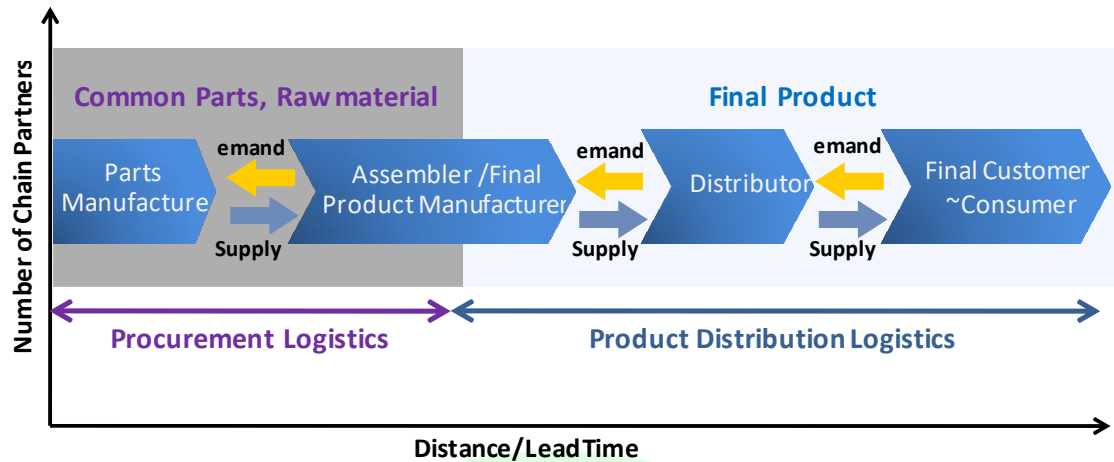 Number of Chain Partners
Common Parts, Raw material
Final Product
Parts
Manufacture
emand
Supply
Assembler /Final
Product Manufacturer
emand
Supply
Distributor
emand
Supply
Final Customer
~Consumer
Procurement Logistics
Product Distribution Logistics
Distance/Lead Time